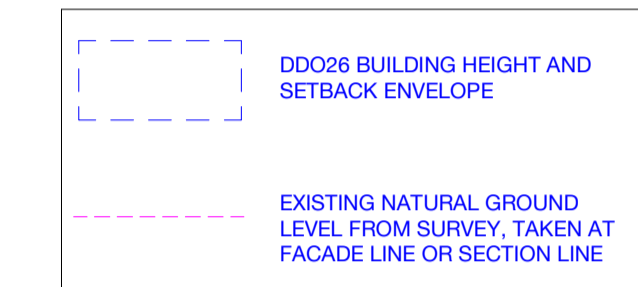 DDO26 BUILDING HEIGHT AND
SETBACK ENVELOPE
EXISTING NATURAL GROUND
LEVEL FROM SURVEY, TAKEN AT
FACADE LINE OR SECTION LINE